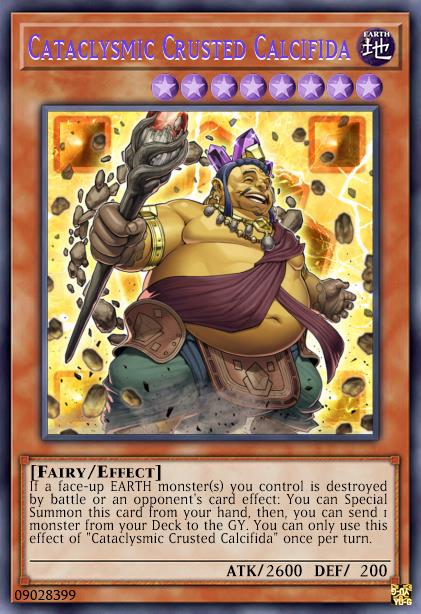 Cataclysmic Crusted Calcifida
EARTH
地
[Fairy/Effect]
If a face-up EARTH monster(s) you control is destroyed
by battle or an opponent's card effect: You can Special
Summon this card from your hand, then, you can send 1
monster from your Deck to the GY. You can only use this
effect of "Cataclysmic Crusted Calcifida" once per turn.
ATK/2600 DEF/ 200
09028399